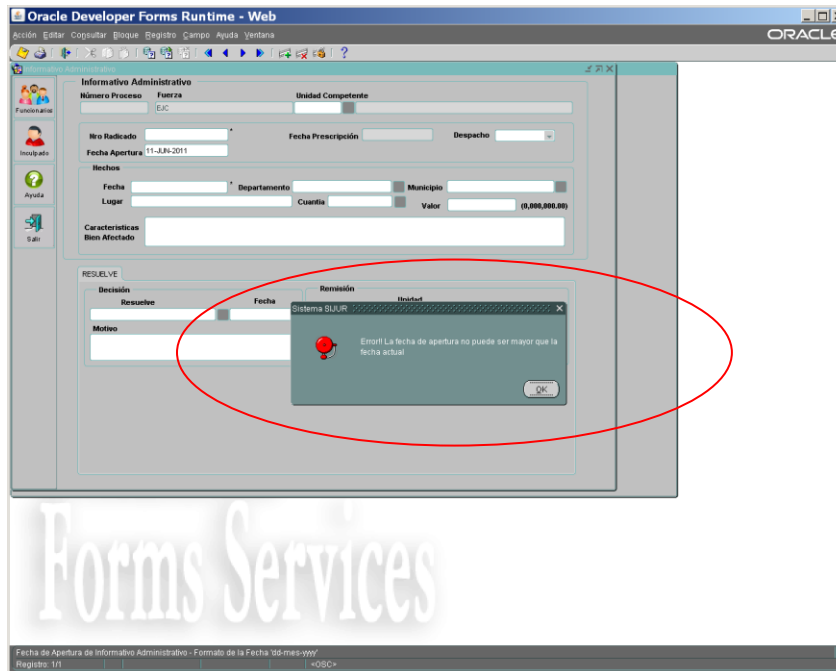 Oracle Developer Forms Runtime - Web
Acción Editar Consultar Bloque Registro Campo Ayuda Ventana
ORACLE
Informativo Administrativo
Informativo Administrativo
Número Proceso Fuerza Unidad Competente
EJC
Funcionarios
Nro Radicado * Fecha Prescripción Despacho
Fecha Apertura 11-JUN-2011
Inculpado
Hechos
Fecha * Departamento Municipio
Lugar Cuantía Valor (0,000,000.00)
Ayuda
Caracteristicas
Bien Afectado
Salir
RESUELVE
Decisión Remisión
Resuelve Fecha Unidad
Motivo
Sistema SIJUR
Error!! La fecha de apertura no puede ser mayor que la
fecha actual
OK
Forms Services
Fecha de Apertura de Informativo Administrativo - Formato de la Fecha 'dd-mes-yyyy'
Registro: 1/1 <OSC>